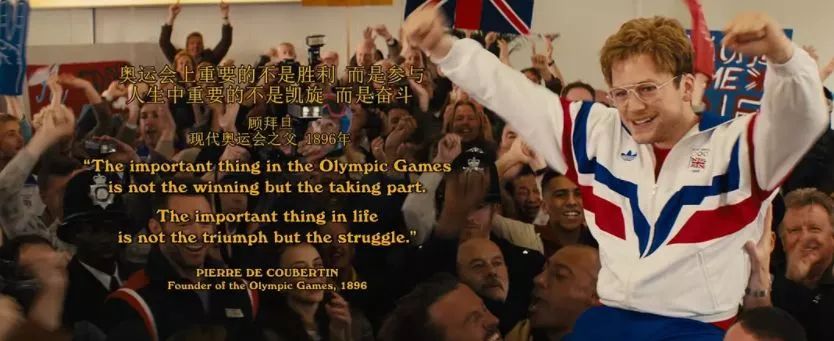 奥运会上重要的不是胜利 而是参与
人生中重要的不是凯旋 而是奋斗
顾拜旦
现代奥运会之父 1896年
“The important thing in the Olympic Games
is not the winning but the taking part.
The important thing in life
is not the triumph but the struggle.”
PIERRE DE COUBERTIN
Founder of the Olympic Games, 1896